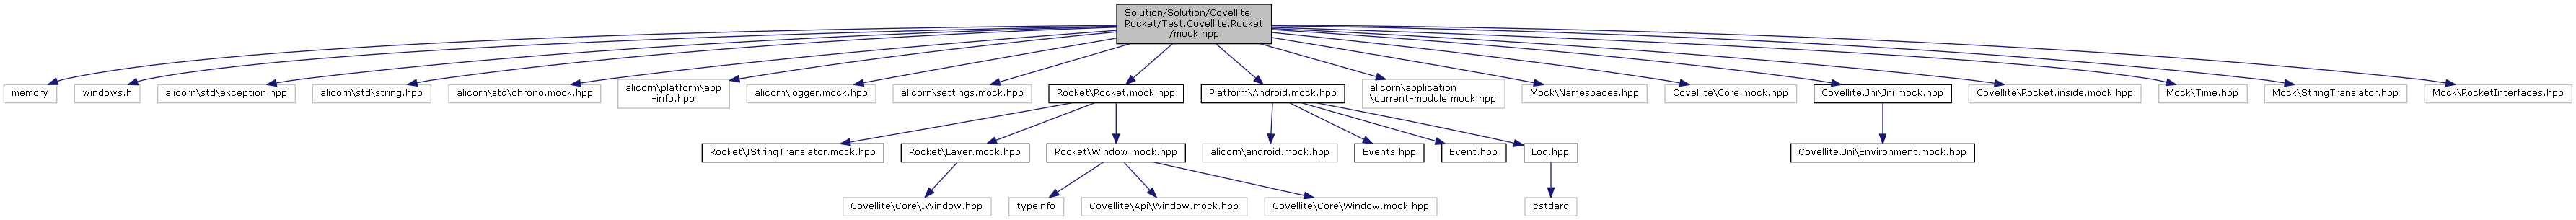 Solution/Solution/Covellite.
Rocket/Test.Covellite.Rocket
/mock.hpp
memory
windows.h
alicorn\std\exception.hpp
alicorn\std\string.hpp
alicorn\std\chrono.mock.hpp
alicorn\platform\app
-info.hpp
alicorn\logger.mock.hpp
alicorn\settings.mock.hpp
Rocket\Rocket.mock.hpp
Platform\Android.mock.hpp
alicorn\application
\current-module.mock.hpp
Mock\Namespaces.hpp
Covellite\Core.mock.hpp
Covellite.Jni\Jni.mock.hpp
Covellite\Rocket.inside.mock.hpp
Mock\Time.hpp
Mock\StringTranslator.hpp
Mock\RocketInterfaces.hpp
Rocket\IStringTranslator.mock.hpp
Rocket\Layer.mock.hpp
Rocket\Window.mock.hpp
alicorn\android.mock.hpp
Events.hpp
Event.hpp
Log.hpp
Covellite.Jni\Environment.mock.hpp
Covellite\Core\IWindow.hpp
typeinfo
Covellite\Api\Window.mock.hpp
Covellite\Core\Window.mock.hpp
cstdarg